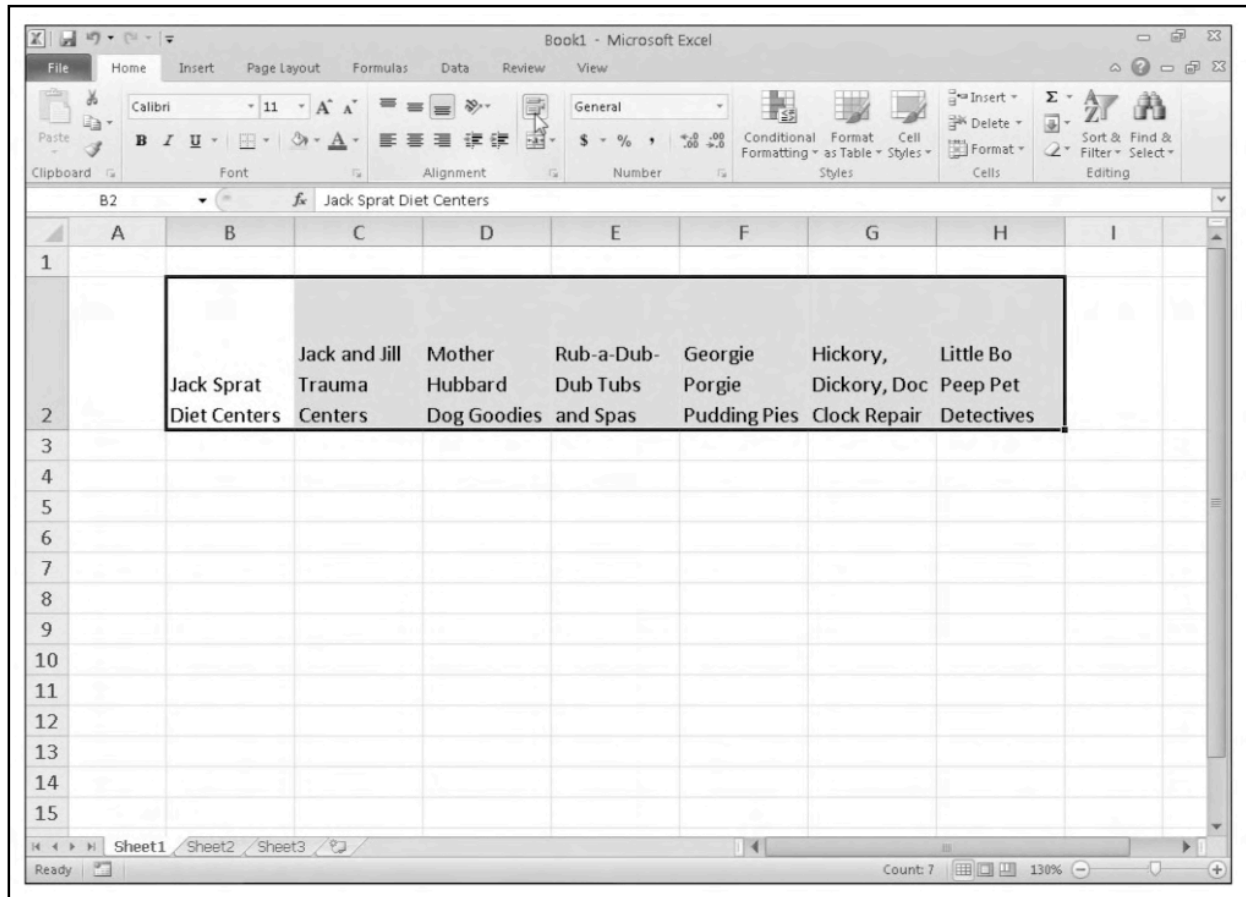 Book1 - Microsoft Excel
File Home Insert Page Layout Formulas Data Review View
Calibri 11 A A General Insert Σ
Paste B I U A $ % , .0 .00 .00 .0 Conditional Formatting Format as Table Cell Styles Delete Format Sort & Filter Find & Select
Clipboard Font Alignment Number Styles Cells Editing
B2 fx Jack Sprat Diet Centers
A B C D E F G H I
1
2
Jack Sprat
Diet Centers
Jack and Jill
Trauma
Centers
Mother
Hubbard
Dog Goodies
Rub-a-Dub-
Dub Tubs
and Spas
Georgie
Porgie
Pudding Pies
Hickory,
Dickory, Doc
Clock Repair
Little Bo
Peep Pet
Detectives
3
4
5
6
7
8
9
10
11
12
13
14
15
Sheet1 Sheet2 Sheet3
Ready Count: 7 130%